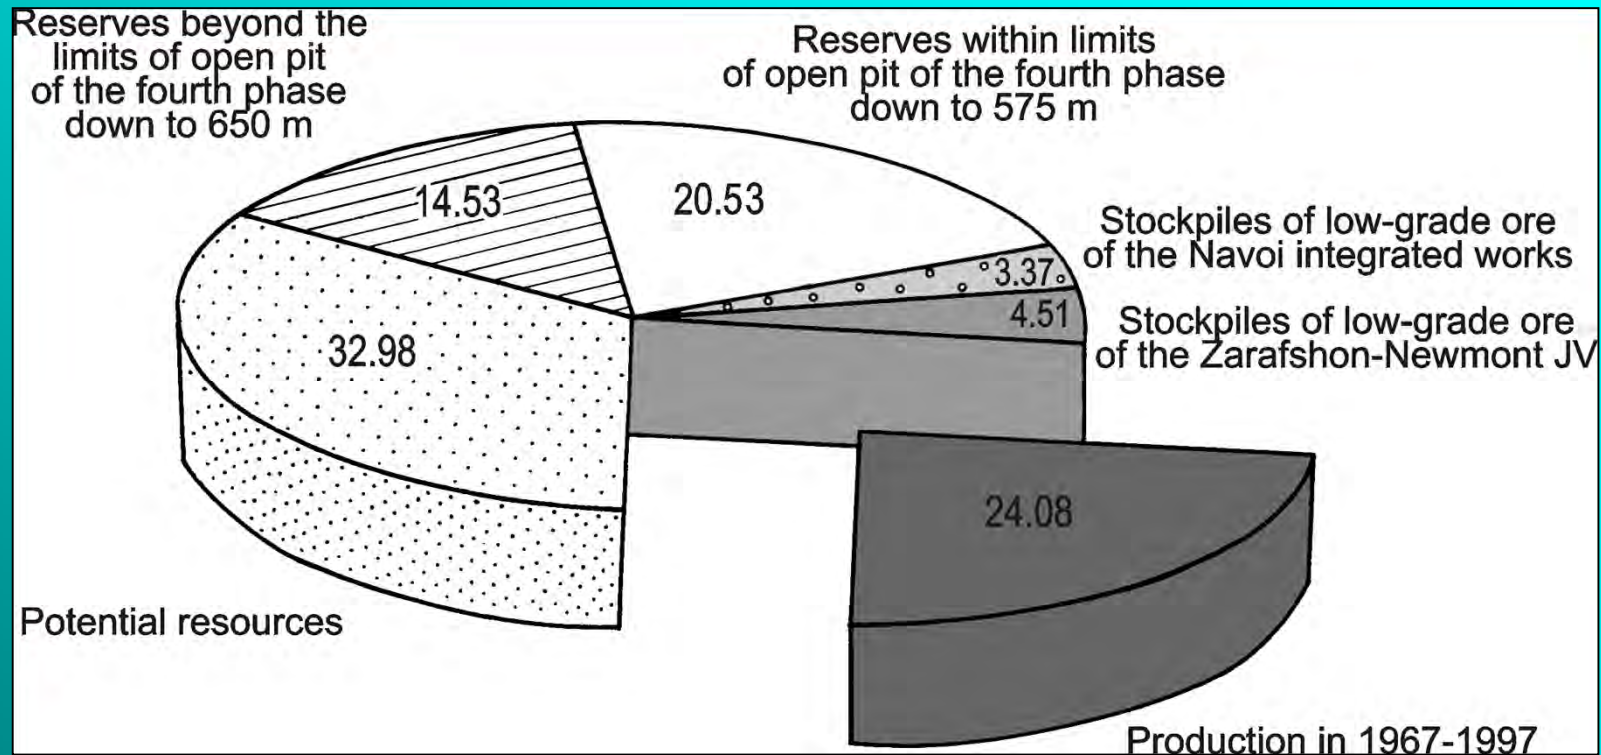 Reserves beyond the
limits of open pit
of the fourth phase
down to 650 m
Reserves within limits
of open pit of the fourth phase
down to 575 m
14.53
20.53
Stockpiles of low-grade ore
of the Navoi integrated works
3.37
4.51
Stockpiles of low-grade ore
of the Zarafshon-Newmont JV
32.98
24.08
Potential resources
Production in 1967-1997